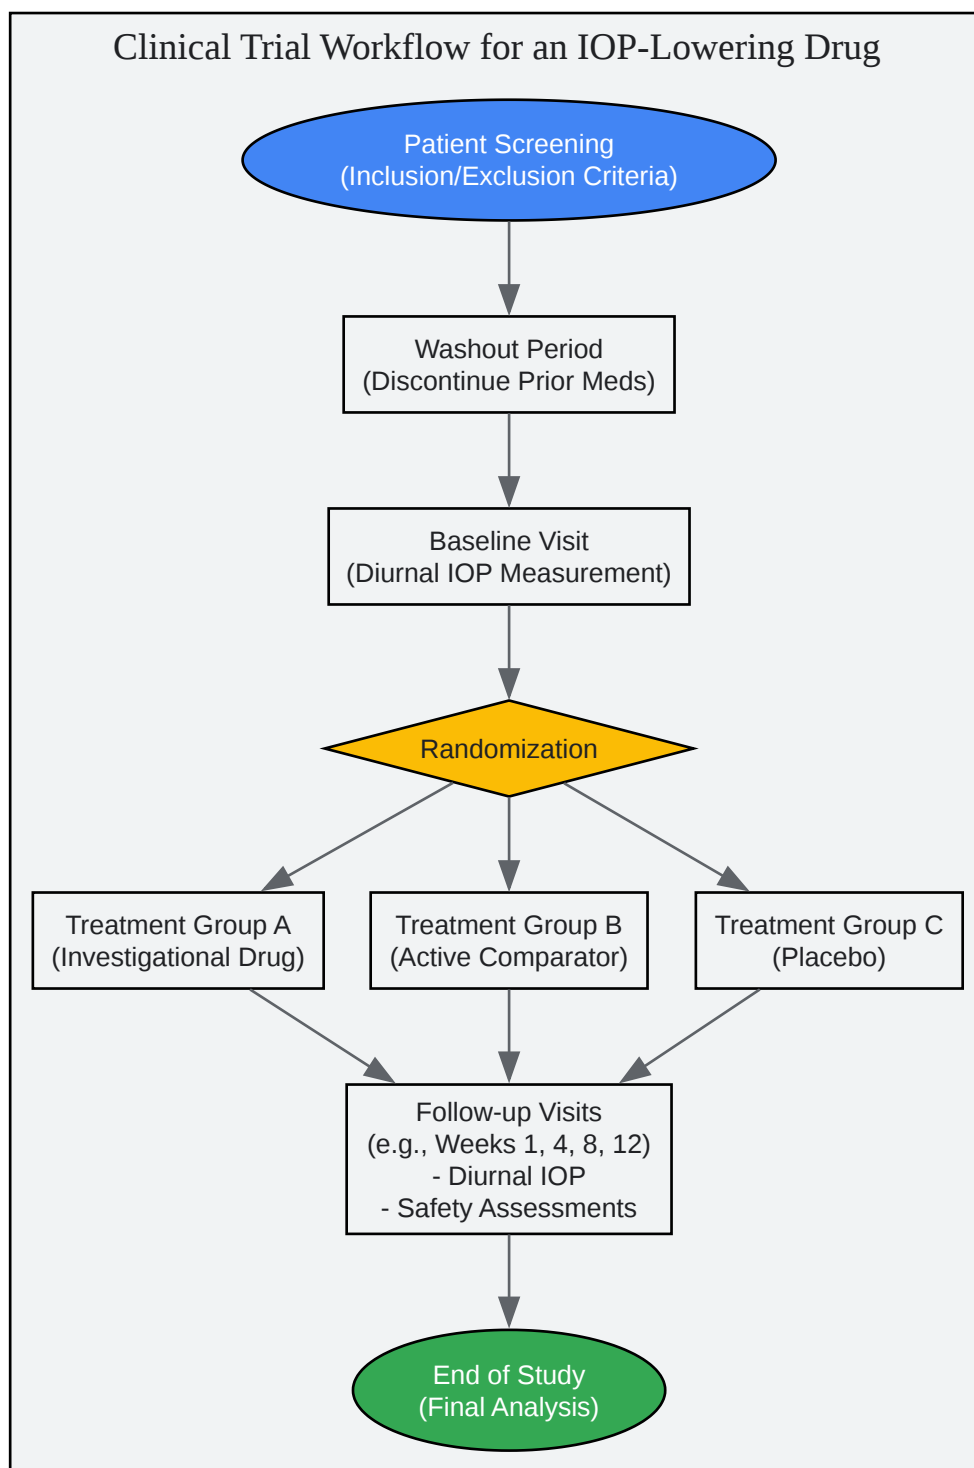 Clinical Trial Workflow for an IOP-Lowering Drug
Patient Screening
(Inclusion/Exclusion Criteria)
Washout Period
(Discontinue Prior Meds)
Baseline Visit
(Diurnal IOP Measurement)
Randomization
Treatment Group A
(Investigational Drug)
Treatment Group B
(Active Comparator)
Treatment Group C
(Placebo)
Follow-up Visits
(e.g., Weeks 1, 4, 8, 12)
- Diurnal IOP
- Safety Assessments
End of Study
(Final Analysis)